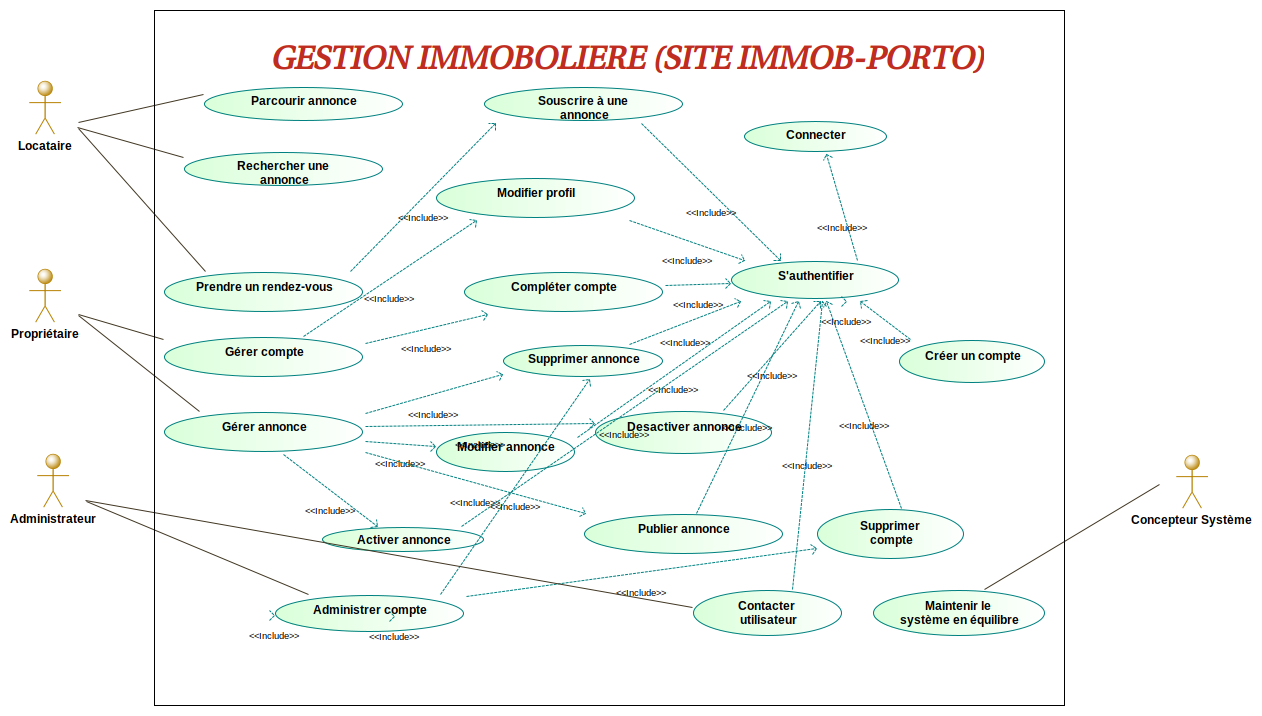 GESTION IMMOBOLIERE (SITE IMMOB-PORTO)
Parcourir annonce
Souscrire à une
annonce
Connecter
Locataire
Rechercher une
annonce
Modifier profil
<<Include>>
<<Include>>
<<Include>>
<<Include>>
S'authentifier
Prendre un rendez-vous
Compléter compte
<<Include>>
<<Include>>
<<Include>>
Propriétaire
Gérer compte
<<Include>>
<<Include>>
<<Include>>
Supprimer annonce
Créer un compte
<<Include>>
<<Include>>
<<Include>>
Gérer annonce
Desactiver annonce
<<Include>>
<<Include>>
<<Include>>
Modifier annonce
<<Include>>
<<Include>>
<<Include>>
<<Include>>
<<Include>>
Administrateur
Concepteur Système
Activer annonce
Publier annonce
Supprimer
compte
<<Include>>
Administrer compte
Contacter
utilisateur
Maintenir le
système en équilibre
<<Include>>
<<Include>>